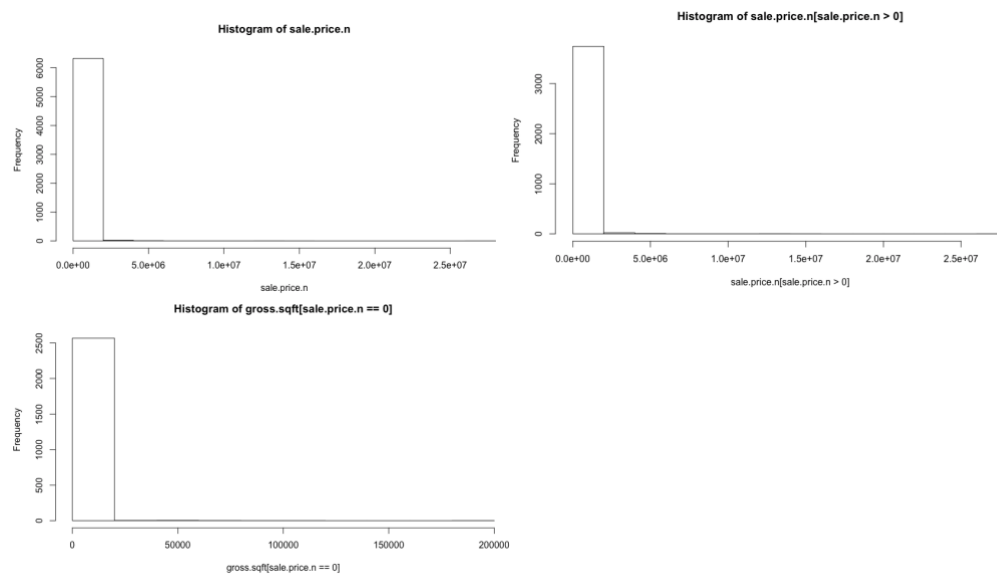 Histogram of sale.price.n
Frequency
6000
5000
4000
3000
2000
1000
0
0.0e+00 5.0e+06 1.0e+07 1.5e+07 2.0e+07 2.5e+07
sale.price.n
Histogram of sale.price.n[sale.price.n > 0]
Frequency
3000
2000
1000
0
0.0e+00 5.0e+06 1.0e+07 1.5e+07 2.0e+07 2.5e+07
sale.price.n[sale.price.n > 0]
Histogram of gross.sqft[sale.price.n == 0]
Frequency
2500
2000
1500
1000
500
0
0 50000 100000 150000 200000
gross.sqft[sale.price.n == 0]